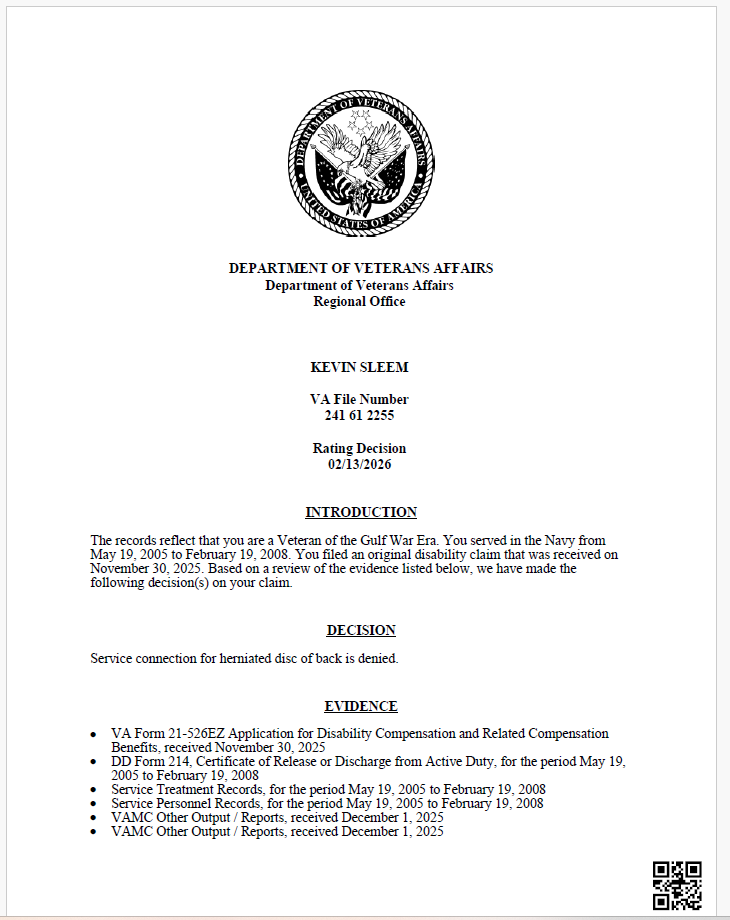 DEPARTMENT OF VETERANS AFFAIRS
UNITED STATES OF AMERICA
DEPARTMENT OF VETERANS AFFAIRS
Department of Veterans Affairs
Regional Office
KEVIN SLEEM
VA File Number
241 61 2255
Rating Decision
02/13/2026
INTRODUCTION
The records reflect that you are a Veteran of the Gulf War Era. You served in the Navy from
May 19, 2005 to February 19, 2008. You filed an original disability claim that was received on
November 30, 2025. Based on a review of the evidence listed below, we have made the
following decision(s) on your claim.
DECISION
Service connection for herniated disc of back is denied.
EVIDENCE
• VA Form 21-526EZ Application for Disability Compensation and Related Compensation
Benefits, received November 30, 2025
• DD Form 214, Certificate of Release or Discharge from Active Duty, for the period May 19,
2005 to February 19, 2008
• Service Treatment Records, for the period May 19, 2005 to February 19, 2008
• Service Personnel Records, for the period May 19, 2005 to February 19, 2008
• VAMC Other Output / Reports, received December 1, 2025
• VAMC Other Output / Reports, received December 1, 2025